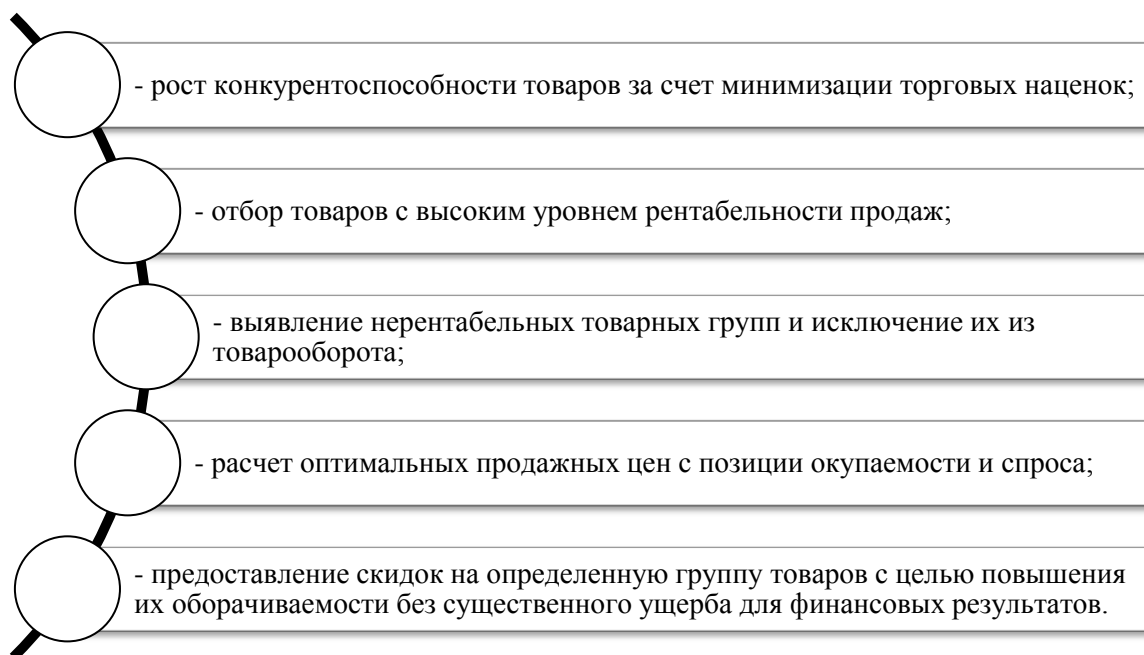 - рост конкурентоспособности товаров за счет минимизации торговых наценок;
- отбор товаров с высоким уровнем рентабельности продаж;
- выявление нерентабельных товарных групп и исключение их из
товарооборота;
- расчет оптимальных продажных цен с позиции окупаемости и спроса;
- предоставление скидок на определенную группу товаров с целью повышения
их оборачиваемости без существенного ущерба для финансовых результатов.